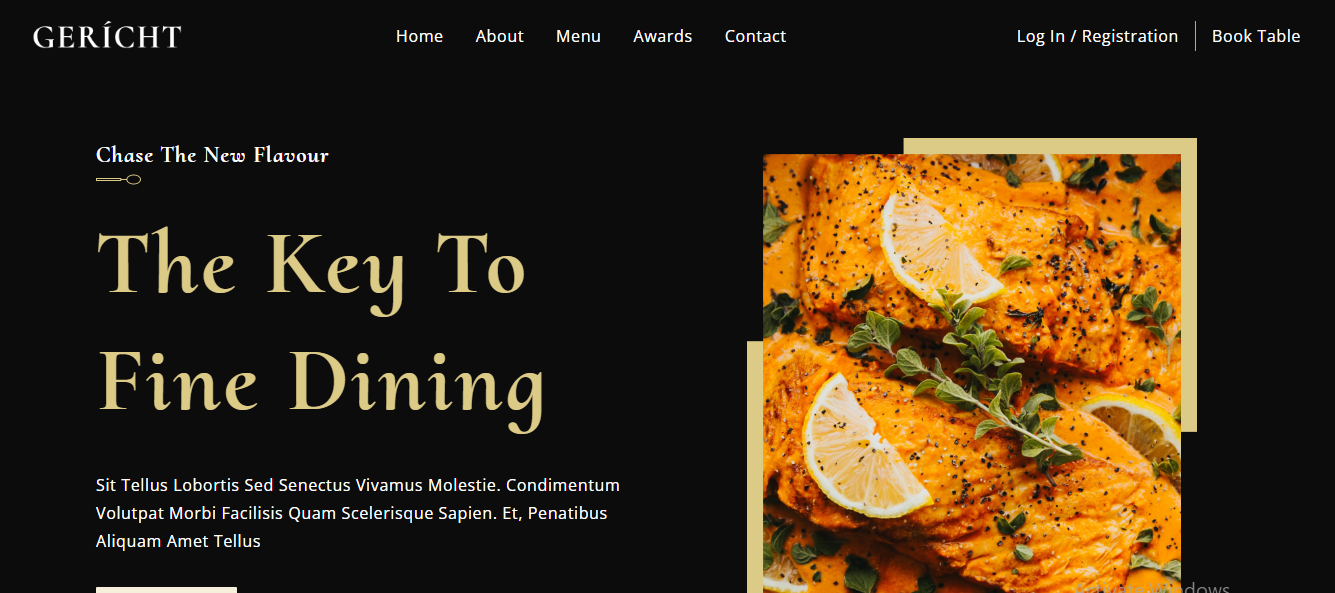 GERÍCHT
Home About Menu Awards Contact
Log In / Registration Book Table
Chase The New Flavour
The Key To
Fine Dining
Sit Tellus Lobortis Sed Senectus Vivamus Molestie. Condimentum
Volutpat Morbi Facilisis Quam Scelerisque Sapien. Et, Penatibus
Aliquam Amet Tellus